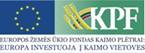 KPF
EUROPOS ŽEMĖS ŪKIO FONDAS KAIMO PLĖTRAI:
EUROPA INVESTUOJA Į KAIMO VIETOVES